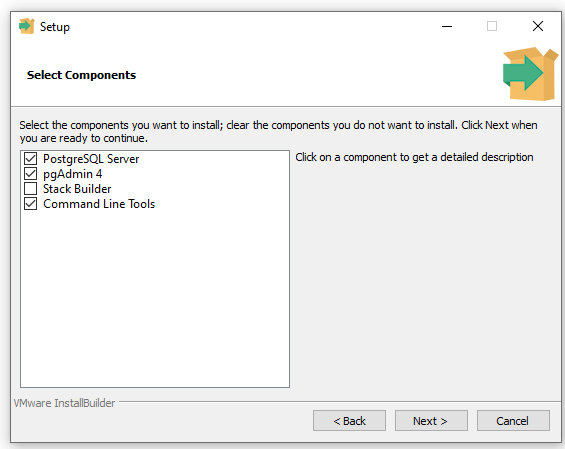 Setup
Select Components
Select the components you want to install; clear the components you do not want to install. Click Next when
you are ready to continue.
PostgreSQL Server
pgAdmin 4
Stack Builder
Command Line Tools
Click on a component to get a detailed description
VMware InstallBuilder
< Back
Next >
Cancel